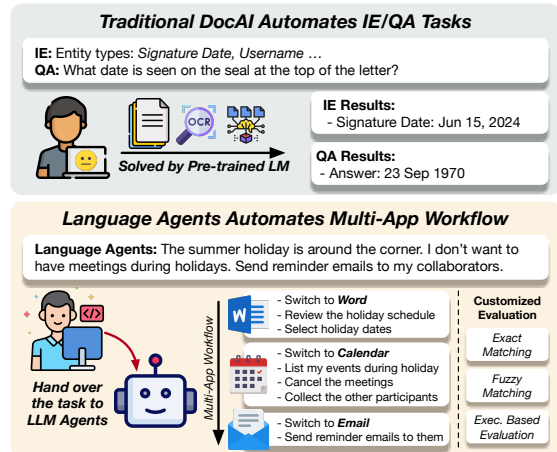 Traditional DocAI Automates IE/QA Tasks
IE: Entity types: Signature Date, Username ...
QA: What date is seen on the seal at the top of the letter?
OCR
Solved by Pre-trained LM
IE Results:
- Signature Date: Jun 15, 2024
QA Results:
- Answer: 23 Sep 1970
Language Agents Automates Multi-App Workflow
Language Agents: The summer holiday is around the corner. I don't want to
have meetings during holidays. Send reminder emails to my collaborators.
</>
Hand over
the task to
LLM Agents
Multi-App Workflow
W
- Switch to Word
- Review the holiday schedule
- Select holiday dates
- Switch to Calendar
- List my events during holiday
- Cancel the meetings
- Collect the other participants
- Switch to Email
- Send reminder emails to them
Customized
Evaluation
Exact
Matching
Fuzzy
Matching
Exec. Based
Evaluation